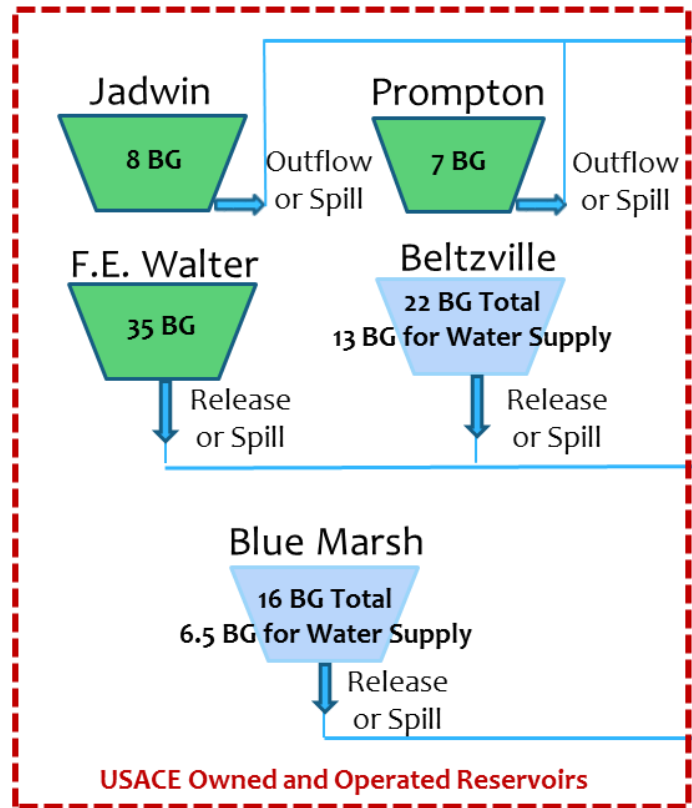 Jadwin
8 BG
Outflow
or Spill
Prompton
7 BG
Outflow
or Spill
F.E. Walter
35 BG
Release
or Spill
Beltzville
22 BG Total
13 BG for Water Supply
Release
or Spill
Blue Marsh
16 BG Total
6.5 BG for Water Supply
Release
or Spill
USACE Owned and Operated Reservoirs